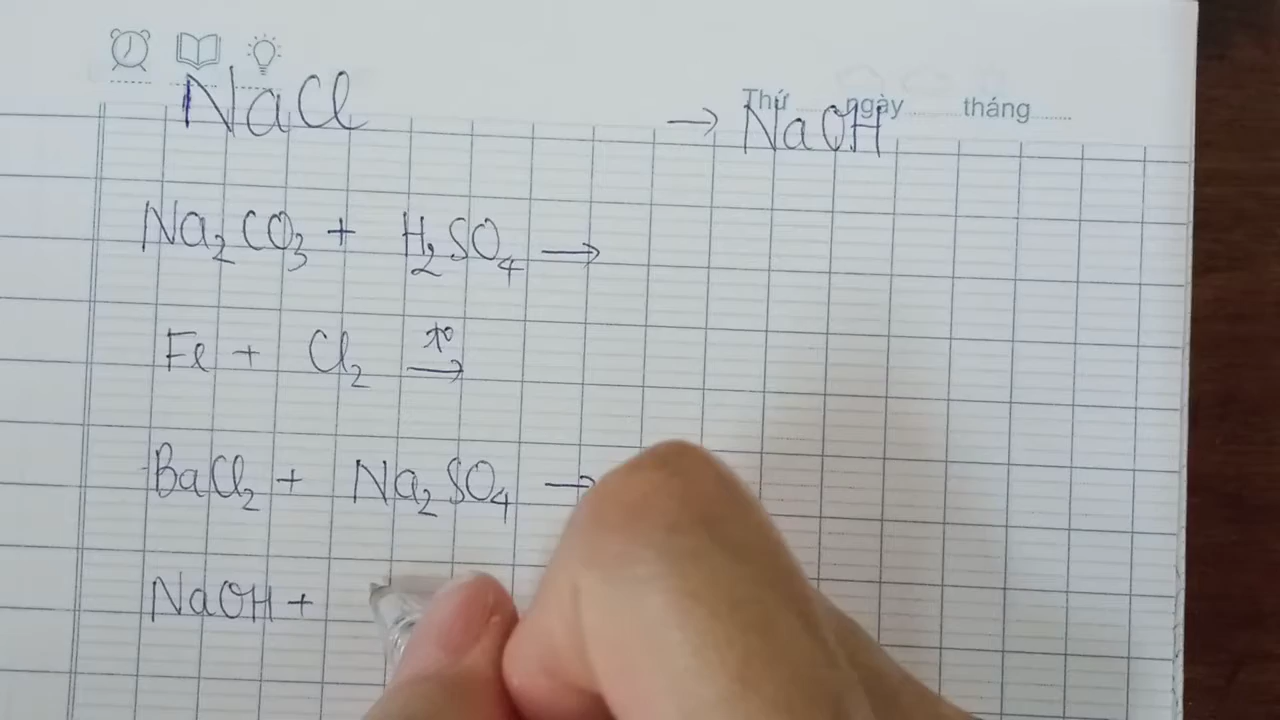 Thứ ngày tháng
NaCl → NaOH
Na₂CO₃ + H₂SO₄ →
Fe + Cl₂ t° →
BaCl₂ + Na₂SO₄ →
NaOH +